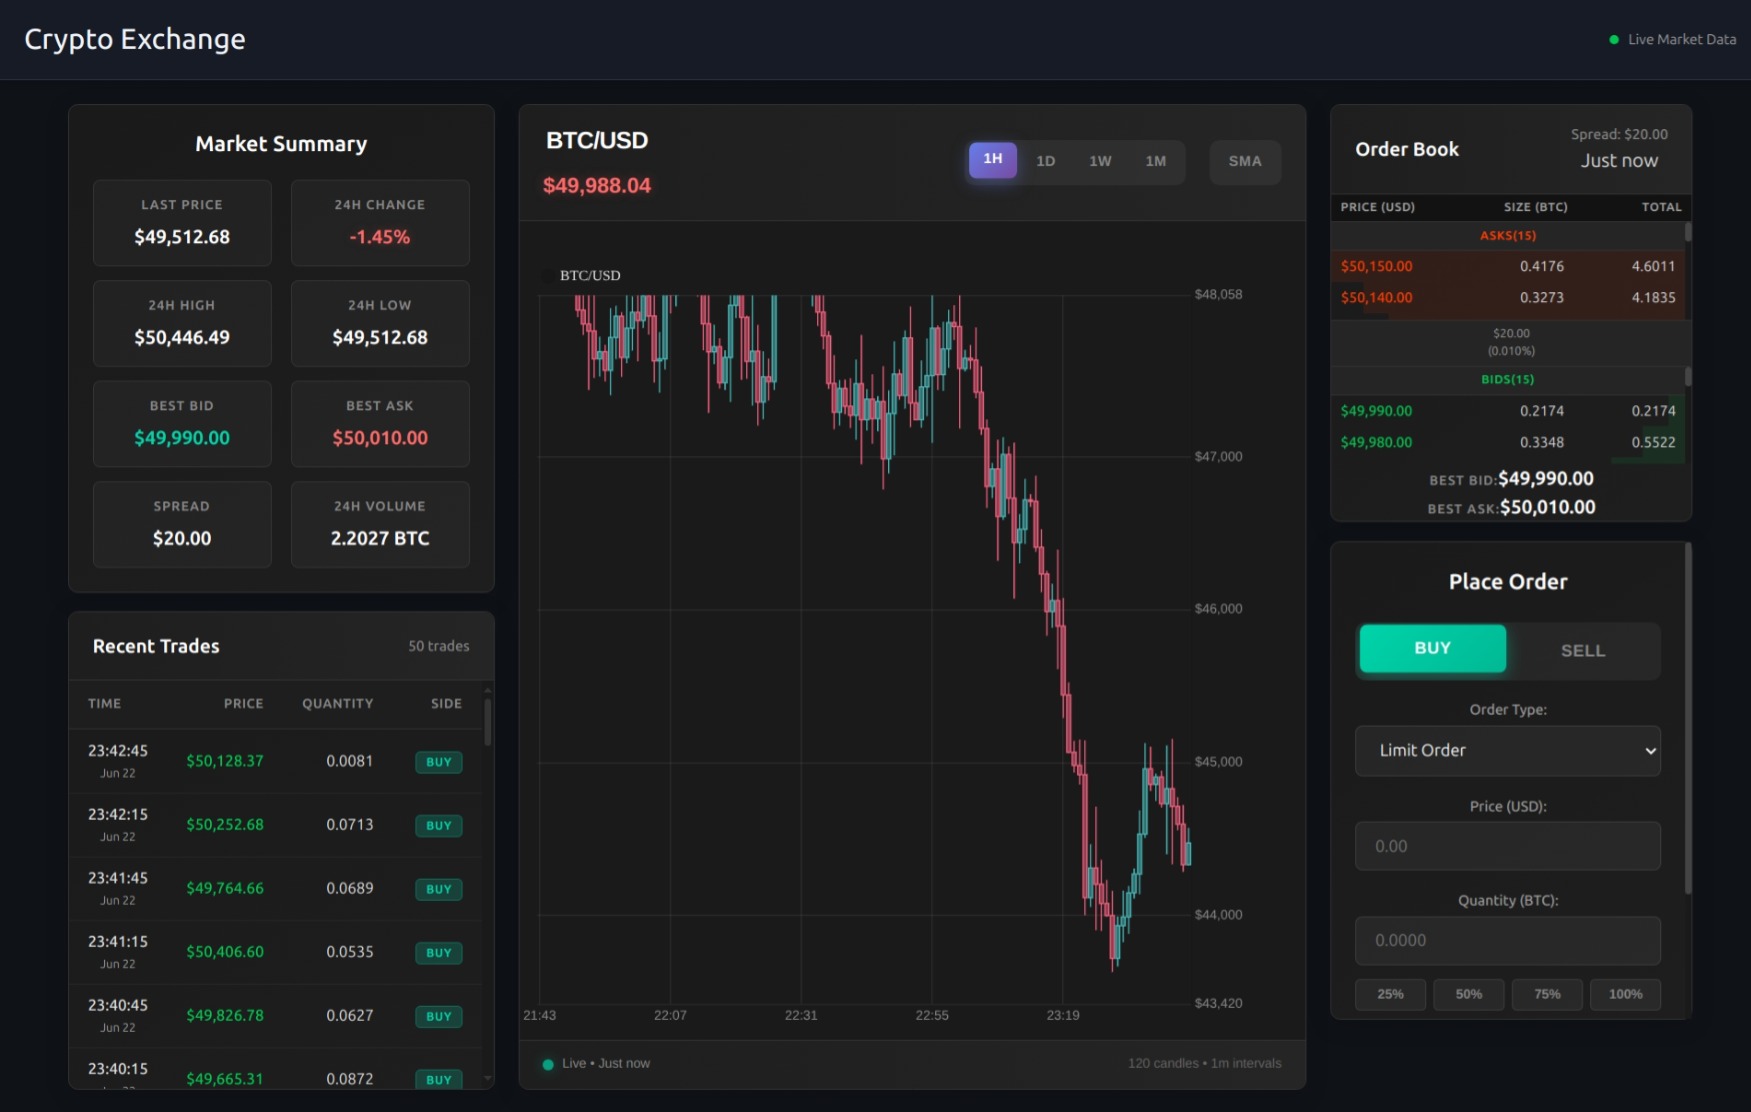 Crypto Exchange
Live Market Data
Market Summary
LAST PRICE
$49,512.68
24H CHANGE
-1.45%
24H HIGH
$50,446.49
24H LOW
$49,512.68
BEST BID
$49,990.00
BEST ASK
$50,010.00
SPREAD
$20.00
24H VOLUME
2.2027 BTC
Recent Trades
50 trades
TIME PRICE QUANTITY SIDE
23:42:45 $50,128.37 0.0081 BUY
Jun 22
23:42:15 $50,252.68 0.0713 BUY
Jun 22
23:41:45 $49,764.66 0.0689 BUY
Jun 22
23:41:15 $50,406.60 0.0535 BUY
Jun 22
23:40:45 $49,826.78 0.0627 BUY
Jun 22
23:40:15 $49,665.31 0.0872 BUY
BTC/USD
$49,988.04
1H 1D 1W 1M SMA
BTC/USD
$48,058
$47,000
$46,000
$45,000
$44,000
$43,420
21:43 22:07 22:31 22:55 23:19
Live • Just now
120 candles • 1m intervals
Order Book
Spread: $20.00
Just now
PRICE (USD) SIZE (BTC) TOTAL
ASKS(15)
$50,150.00 0.4176 4.6011
$50,140.00 0.3273 4.1835
$20.00
(0.010%)
BIDS(15)
$49,990.00 0.2174 0.2174
$49,980.00 0.3348 0.5522
BEST BID:$49,990.00
BEST ASK:$50,010.00
Place Order
BUY SELL
Order Type:
Limit Order
Price (USD):
0.00
Quantity (BTC):
0.0000
25% 50% 75% 100%